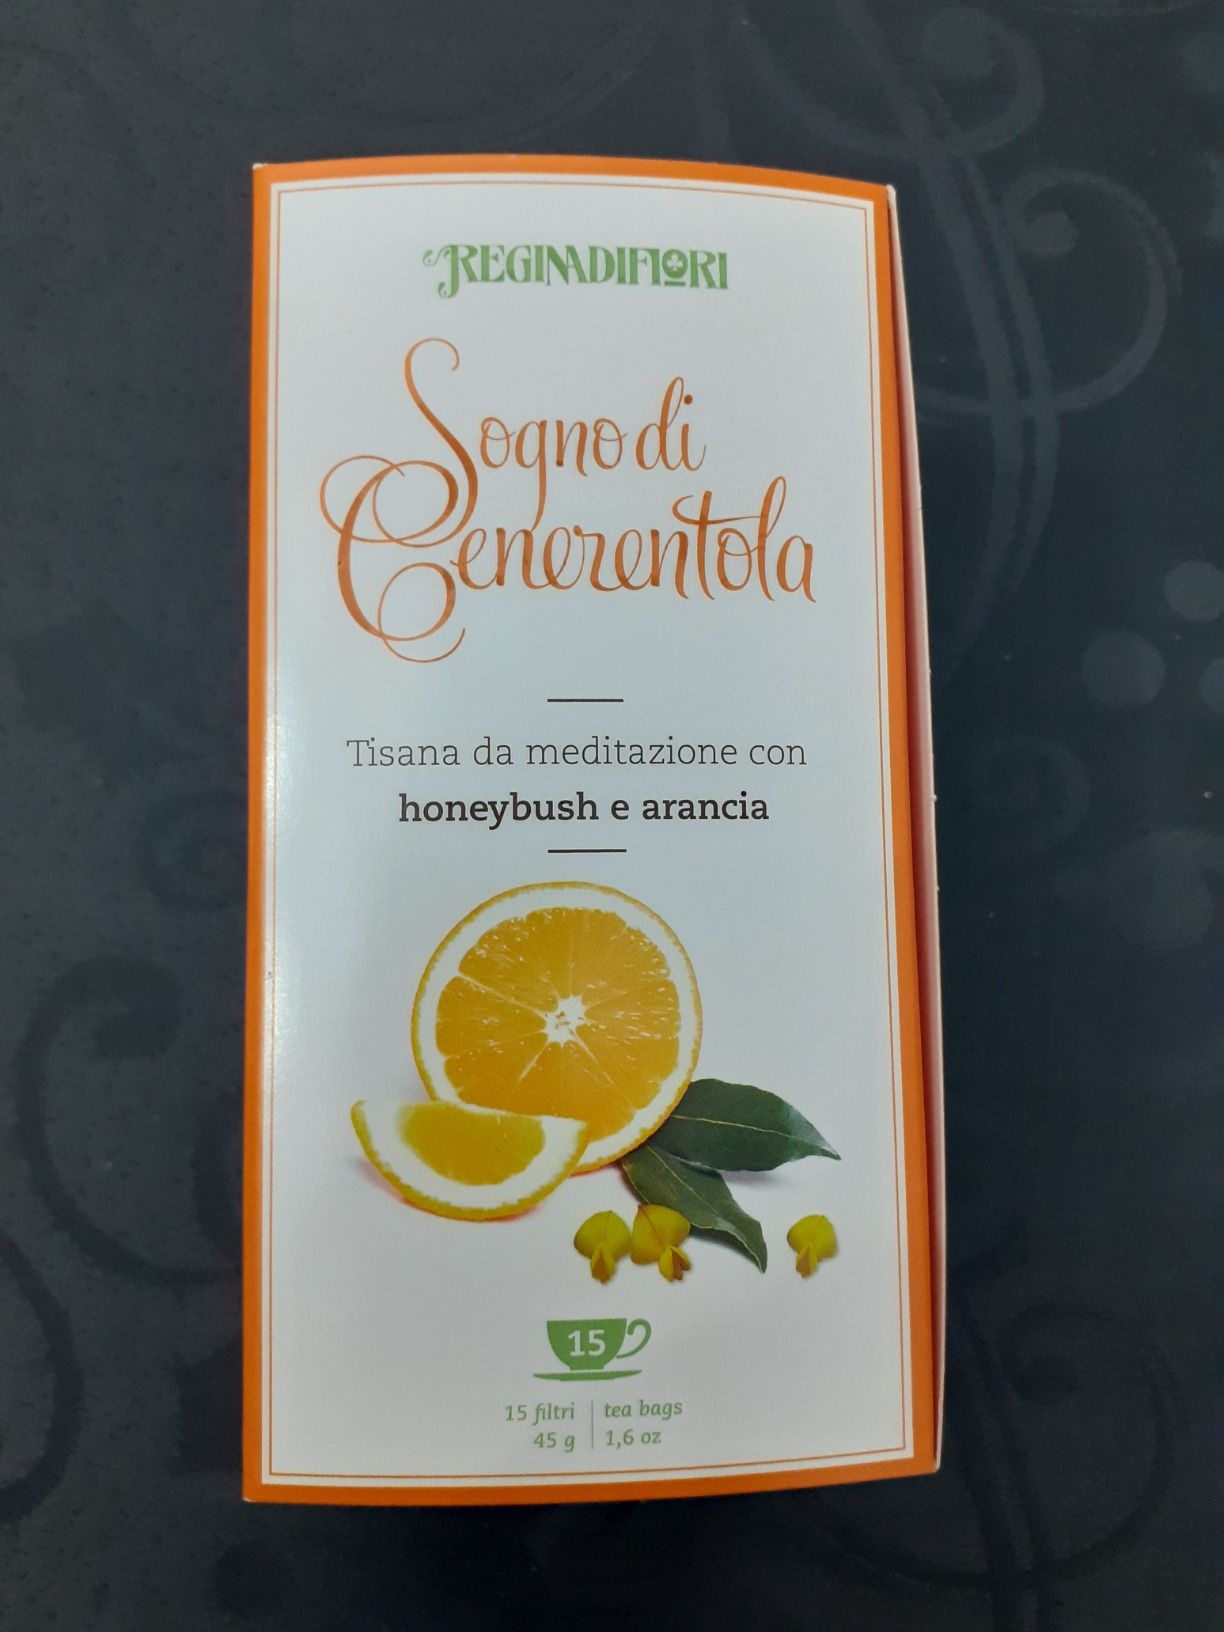 REGINADIFIORI
Sogno di
Cenerentola
Tisana da meditazione con
honeybush e arancia
15
15 filtri | tea bags
45 g | 1,6 oz